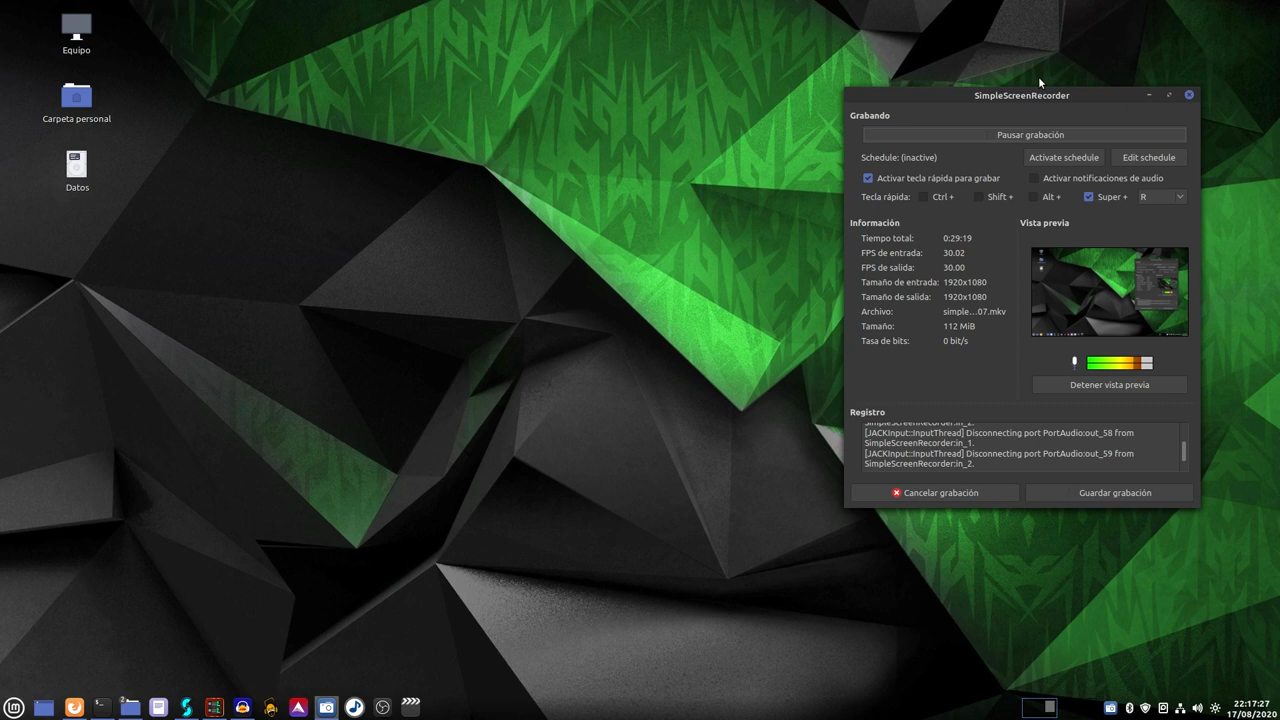 Equipo
Carpeta personal
Datos
SimpleScreenRecorder
Grabando
Pausar grabación
Schedule: (inactive)
Activate schedule
Edit schedule
Activar tecla rápida para grabar
Activar notificaciones de audio
Tecla rápida:
Ctrl +
Shift +
Alt +
Super +
R
Información
Tiempo total: 0:29:19
FPS de entrada: 30.02
FPS de salida: 30.00
Tamaño de entrada: 1920x1080
Tamaño de salida: 1920x1080
Archivo: simple...07.mkv
Tamaño: 112 MiB
Tasa de bits: 0 bit/s
Vista previa
Detener vista previa
Registro
SimpleScreenRecorder:in_2.
[JACKInput::InputThread] Disconnecting port PortAudio:out_58 from
SimpleScreenRecorder:in_1.
[JACKInput::InputThread] Disconnecting port PortAudio:out_59 from
SimpleScreenRecorder:in_2.
Cancelar grabación
Guardar grabación
2
22:17:27
17/08/2020